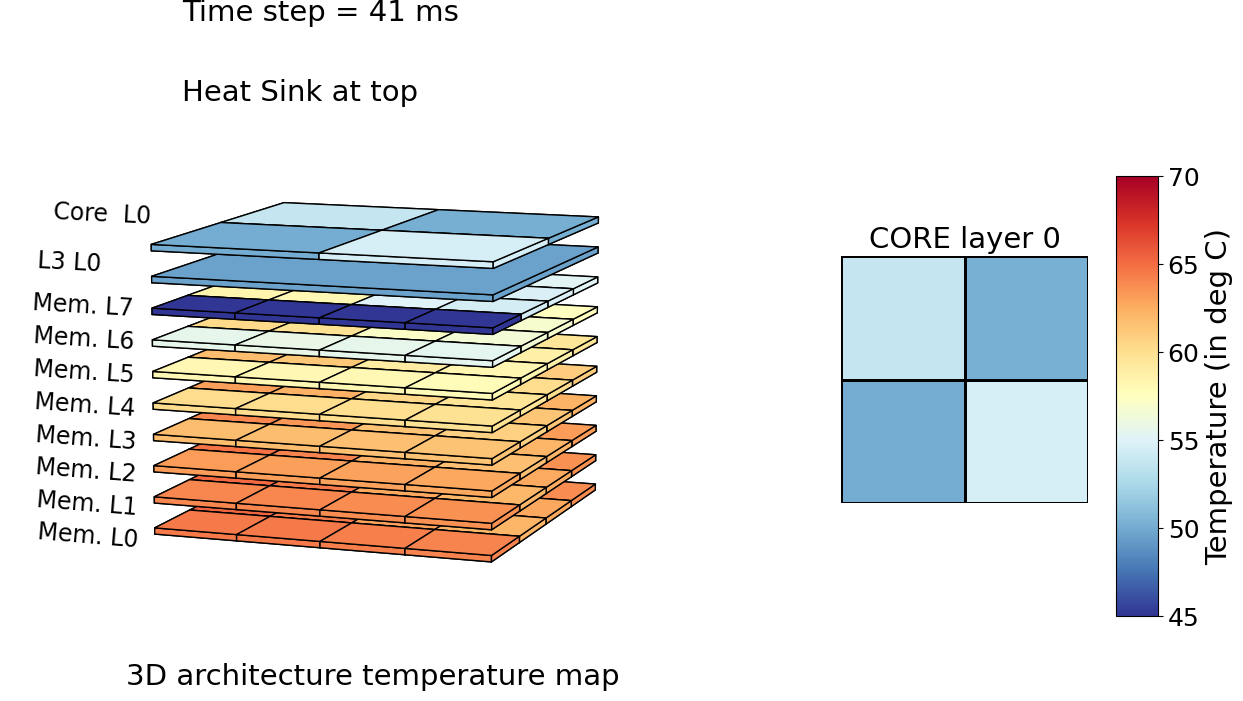 Time step = 41 ms
Heat Sink at top
Core L0
L3 L0
Mem. L7
Mem. L6
Mem. L5
Mem. L4
Mem. L3
Mem. L2
Mem. L1
Mem. L0
3D architecture temperature map
CORE layer 0
70
65
60
55
50
45
Temperature (in deg C)